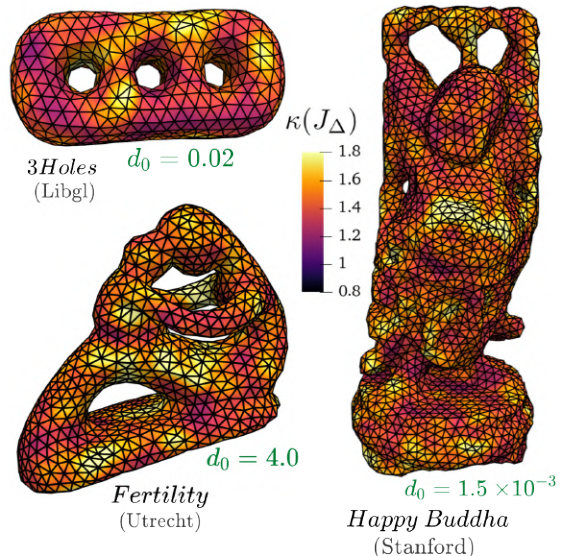 3Holes
(Libgl)
d₀ = 0.02
κ(J_Δ)
1.8
1.6
1.4
1.2
1
0.8
d₀ = 4.0
Fertility
(Utrecht)
d₀ = 1.5 ×10⁻³
Happy Buddha
(Stanford)